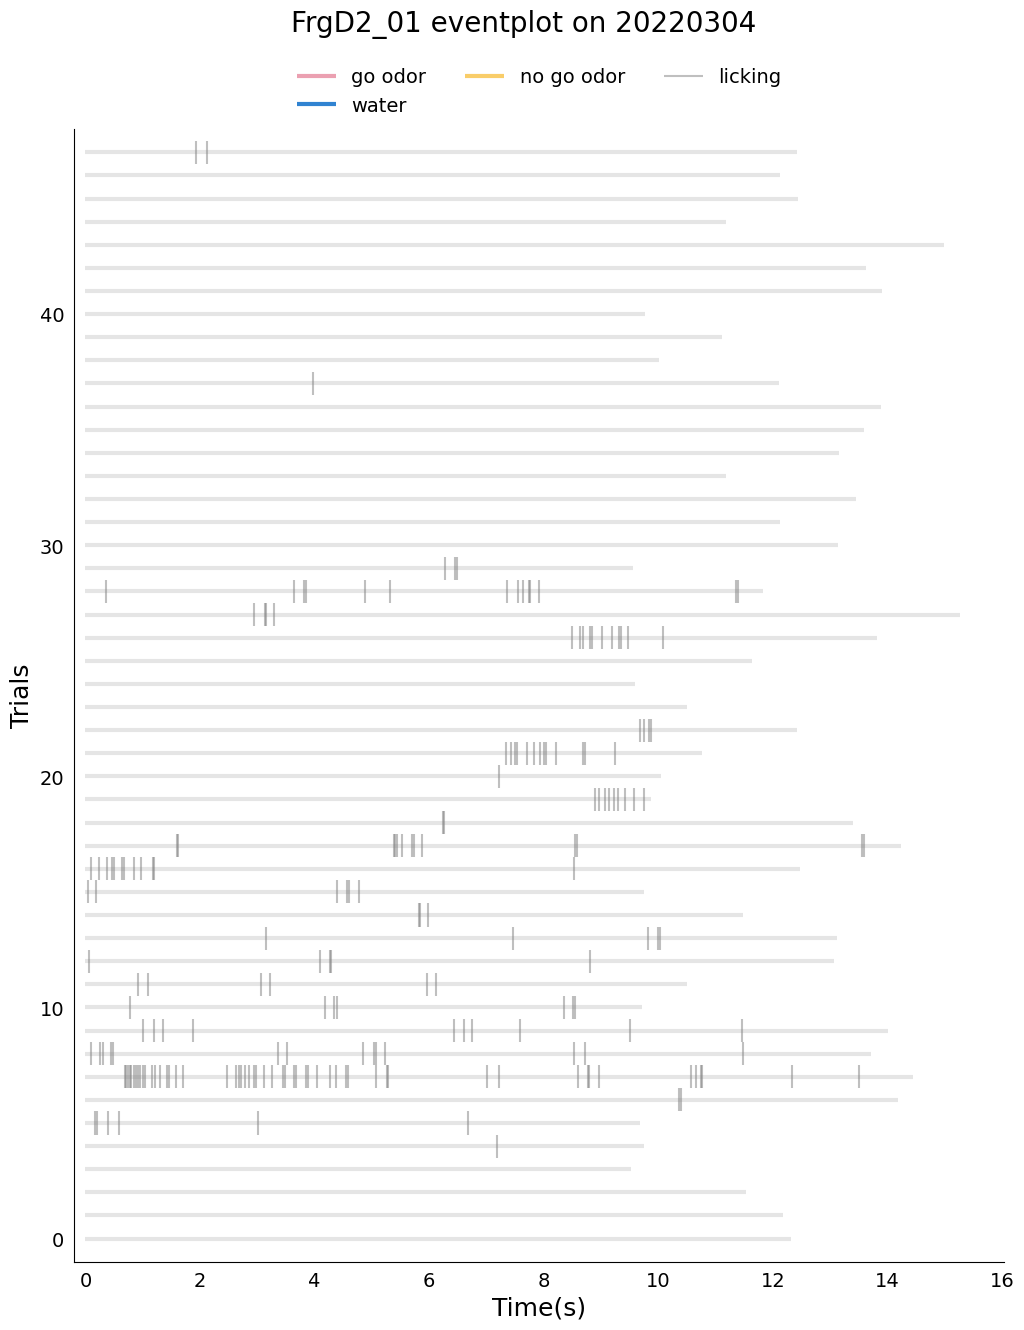 FrgD2_01 eventplot on 20220304
go odor
no go odor
licking
water
Trials
40
30
20
10
0
0 2 4 6 8 10 12 14 16
Time(s)